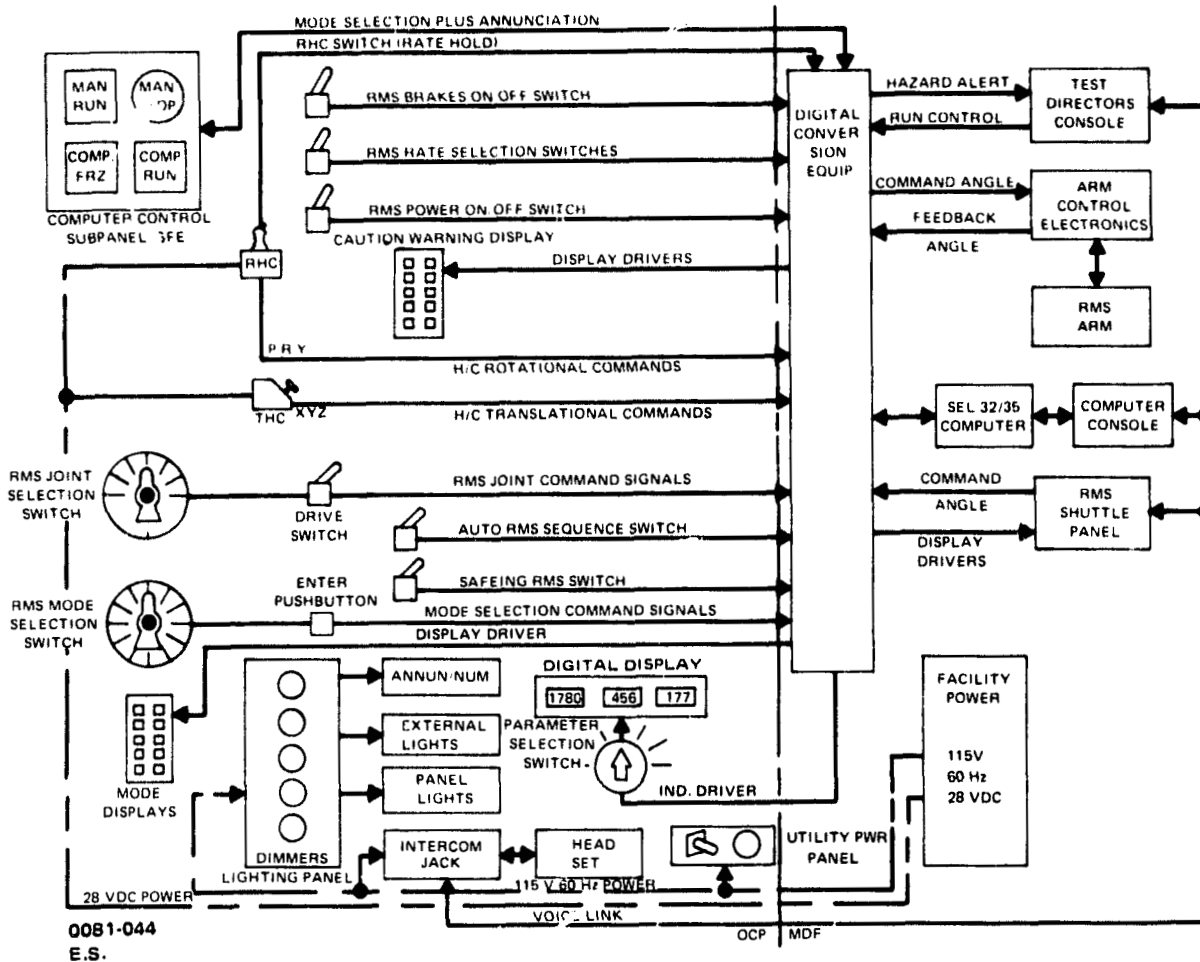 MODE SELECTION PLUS ANNUNCIATION
RHC SWITCH (RATE HOLD)
MAN
RUN
MAN
COMP
FRZ
COMP
RUN
COMPUTER CONTROL
SUBPANEL
RMS BRAKES ON OFF SWITCH
RMS RATE SELECTION SWITCHES
RMS POWER ON. OFF SWITCH
CAUTION WARNING DISPLAY
RHC
DISPLAY DRIVERS
P R Y
H/C ROTATIONAL COMMANDS
THC
XYZ
H/C TRANSLATIONAL COMMANDS
DIGITAL
CONVER
SION
EQUIP
HAZARD ALERT
RUN CONTROL
TEST
DIRECTORS
CONSOLE
COMMAND ANGLE
FEEDBACK
ANGLE
ARM
CONTROL
ELECTRONICS
RMS
ARM
SEL 32/35
COMPUTER
COMPUTER
CONSOLE
COMMAND
ANGLE
DISPLAY
DRIVERS
RMS
SHUTTLE
PANEL
RMS JOINT
SELECTION
SWITCH
DRIVE
SWITCH
RMS JOINT COMMAND SIGNALS
AUTO RMS SEQUENCE SWITCH
SAFEING RMS SWITCH
RMS MODE
SELECTION
SWITCH
ENTER
PUSHBUTTON
MODE SELECTION COMMAND SIGNALS
DISPLAY DRIVER
MODE
DISPLAYS
DIMMERS
LIGHTING PANEL
ANNUN/NUM
EXTERNAL
LIGHTS
PANEL
LIGHTS
INTERCOM
JACK
HEAD
SET
DIGITAL DISPLAY
1780 456 177
PARAMETER
SELECTION
SWITCH
IND. DRIVER
UTILITY PWR
PANEL
FACILITY
POWER
115V
60 Hz
28 VDC
28 VDC POWER
115 V 60 Hz POWER
VOICE LINK
OCP
MDF
0081-044
E.S.